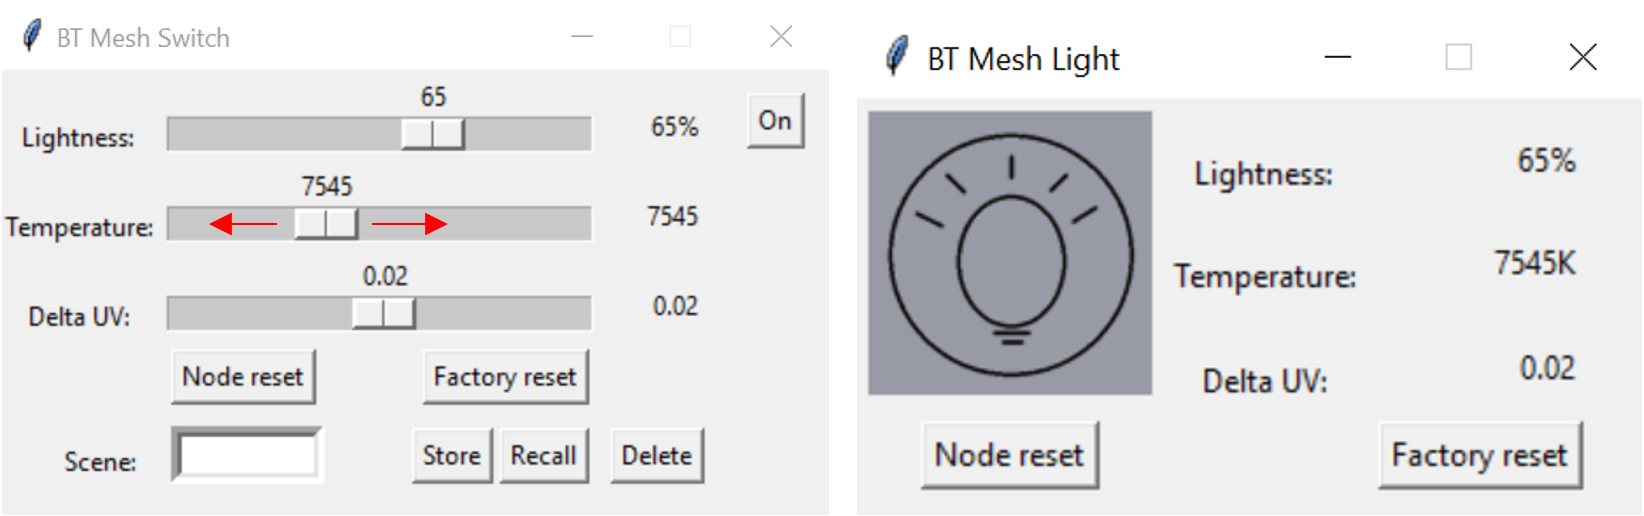 BT Mesh Switch
65
Lightness:
65%
On
7545
Temperature:
7545
0.02
Delta UV:
0.02
Node reset
Factory reset
Scene:
Store
Recall
Delete
BT Mesh Light
Lightness:
65%
Temperature:
7545K
Delta UV:
0.02
Node reset
Factory reset